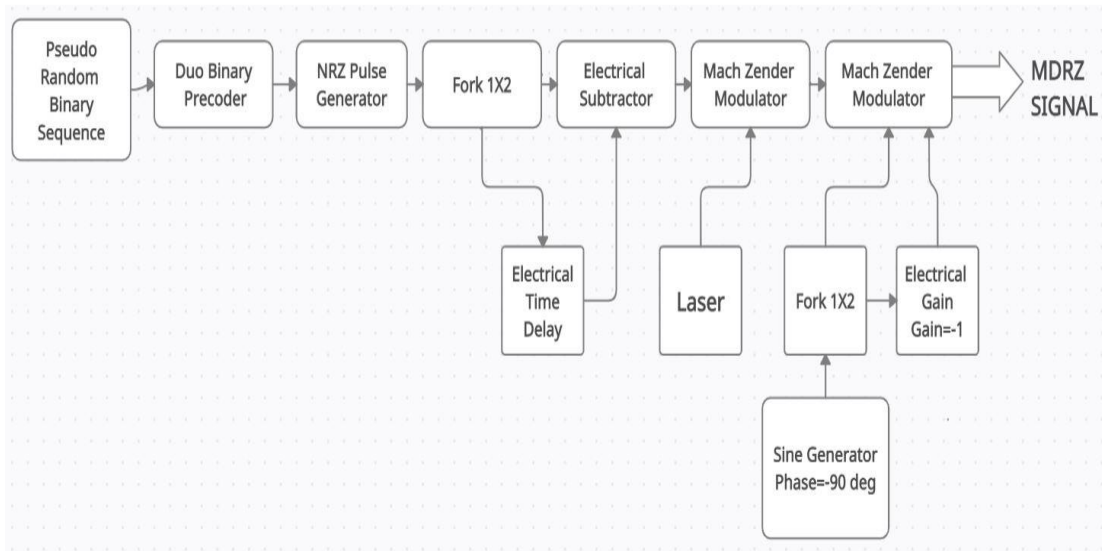 Pseudo
Random
Binary
Sequence
Duo Binary
Precoder
NRZ Pulse
Generator
Fork 1X2
Electrical
Subtractor
Mach Zender
Modulator
Mach Zender
Modulator
MDRZ
SIGNAL
Electrical
Time
Delay
Laser
Fork 1X2
Electrical
Gain
Gain=-1
Sine Generator
Phase=-90 deg